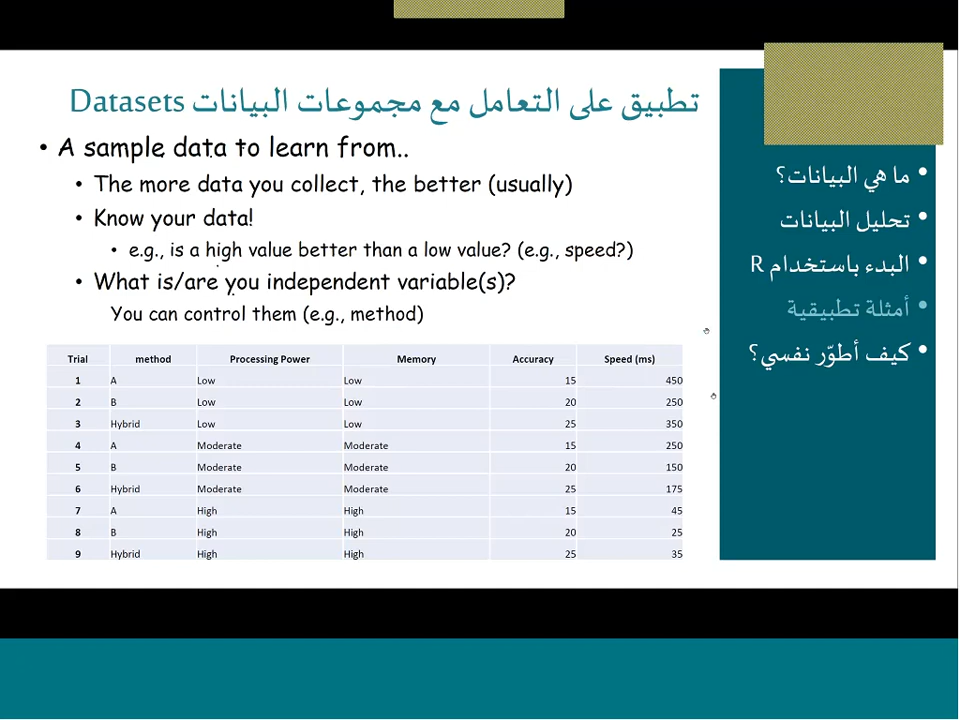 تطبيق على التعامل مع مجموعات البيانات Datasets
• A sample data to learn from..
• The more data you collect, the better (usually)
• Know your data!
• e.g., is a high value better than a low value? (e.g., speed?)
• What is/are you independent variable(s)?
You can control them (e.g., method)
Trial method Processing Power Memory Accuracy Speed (ms)
1 A Low Low 15 450
2 B Low Low 20 250
3 Hybrid Low Low 25 350
4 A Moderate Moderate 15 250
5 B Moderate Moderate 20 150
6 Hybrid Moderate Moderate 25 175
7 A High High 15 45
8 B High High 20 25
9 Hybrid High High 25 35
• ما هي البيانات؟
• تحليل البيانات
• البدء باستخدام R
• أمثلة تطبيقية
• كيف أطوّر نفسي؟